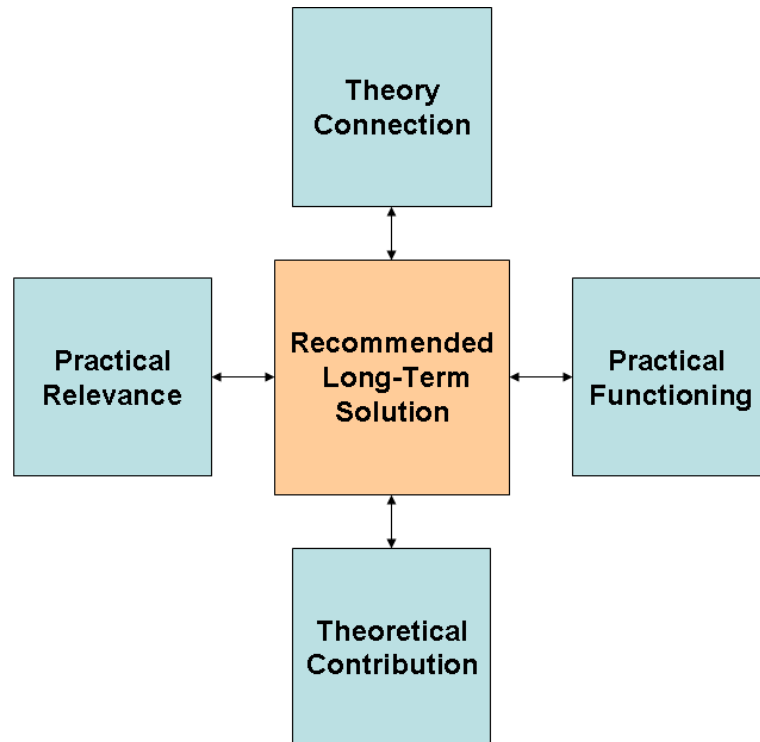 Theory
Connection
Practical
Relevance
Recommended
Long-Term
Solution
Practical
Functioning
Theoretical
Contribution